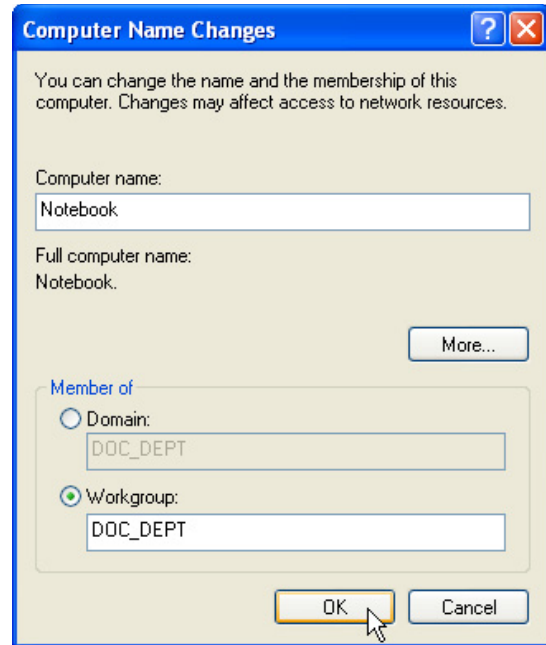 Computer Name Changes
?
You can change the name and the membership of this
computer. Changes may affect access to network resources.
Computer name:
Notebook
Full computer name:
Notebook.
More...
Member of
Domain:
DOC_DEPT
Workgroup:
DOC_DEPT
OK
Cancel